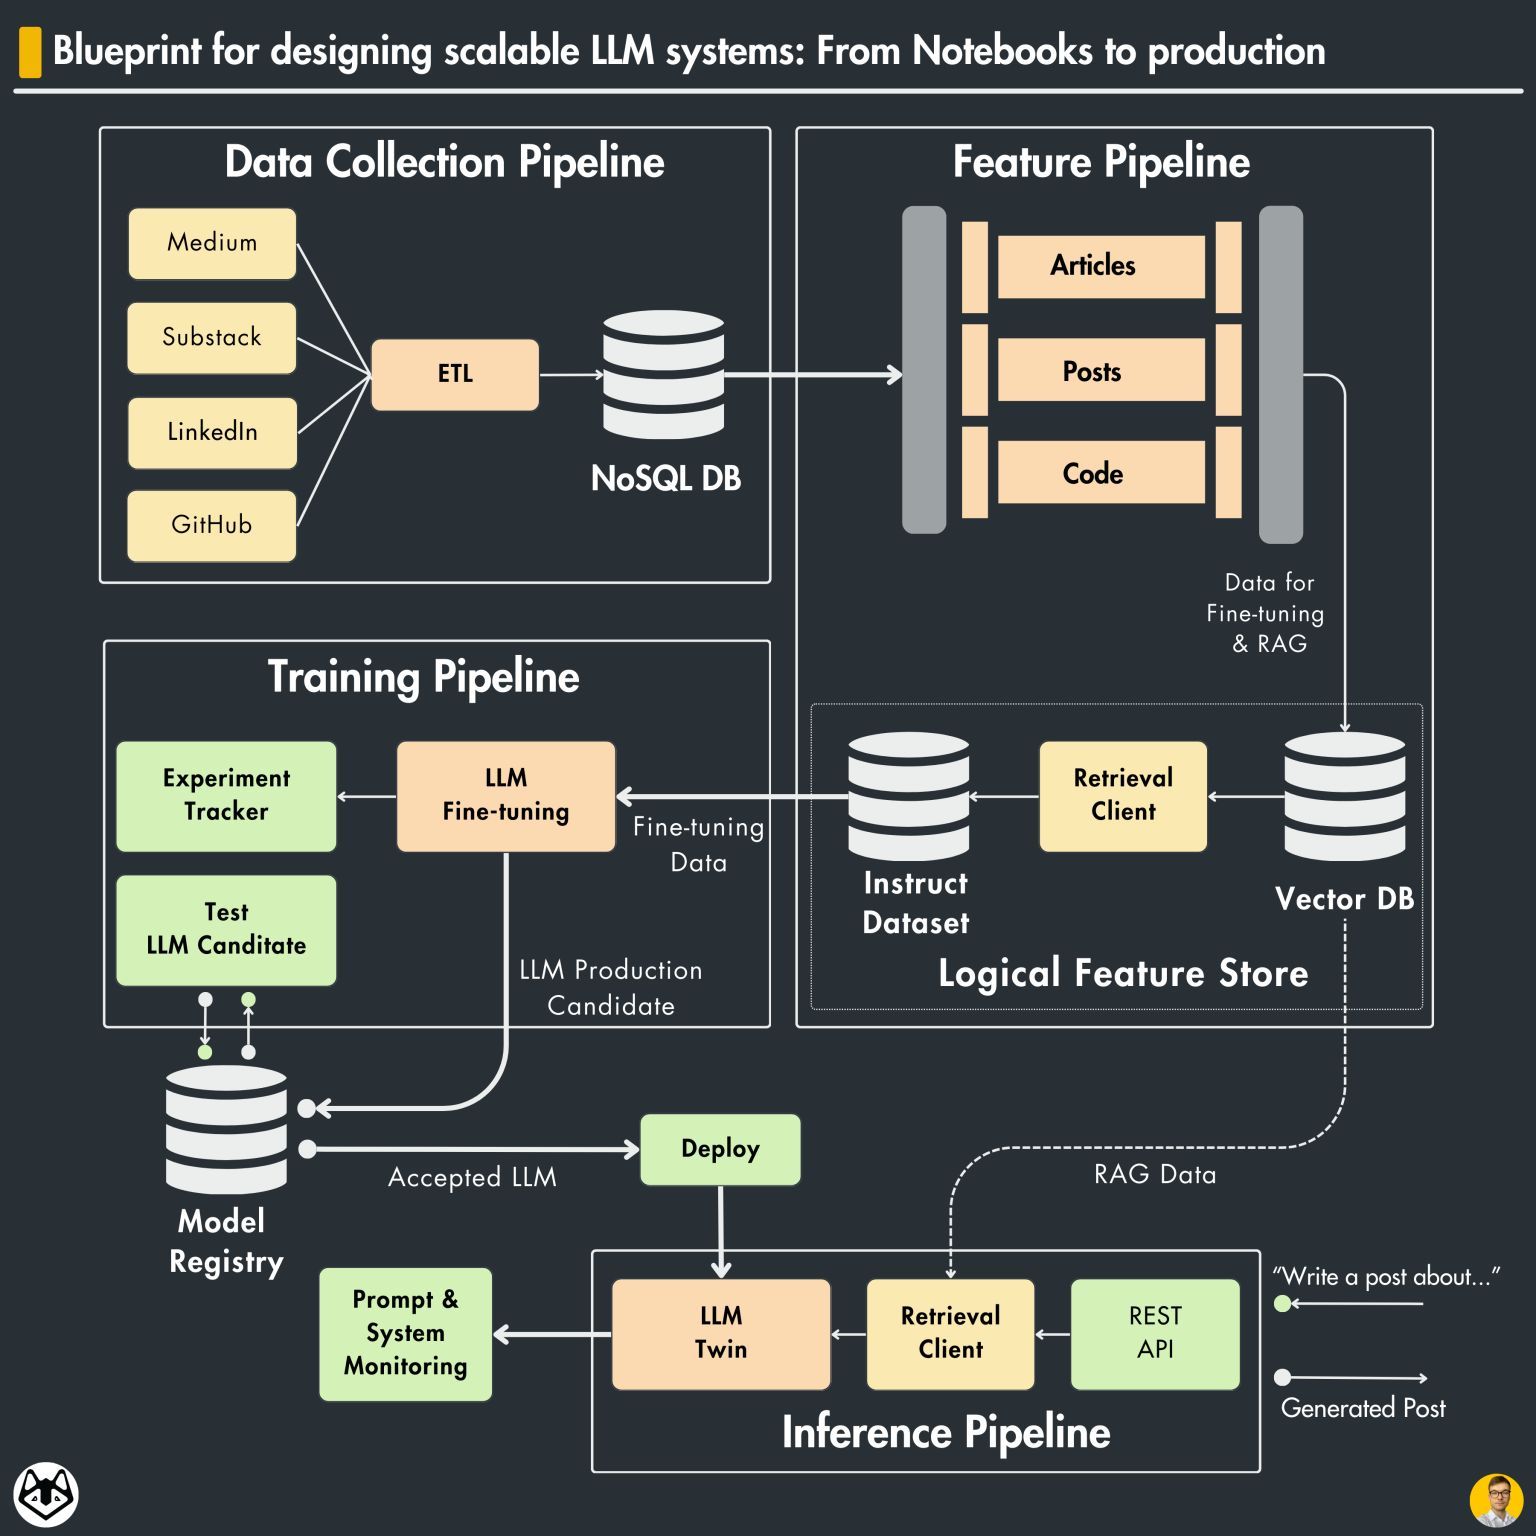 Blueprint for designing scalable LLM systems: From Notebooks to production
Data Collection Pipeline
Medium
Substack
LinkedIn
GitHub
ETL
NoSQL DB
Feature Pipeline
Articles
Posts
Code
Data for
Fine-tuning
& RAG
Training Pipeline
Experiment
Tracker
LLM
Fine-tuning
Fine-tuning
Data
Test
LLM Canditate
LLM Production
Candidate
Instruct
Dataset
Retrieval
Client
Vector DB
Logical Feature Store
Model
Registry
Accepted LLM
Deploy
RAG Data
Prompt &
System
Monitoring
LLM
Twin
Retrieval
Client
REST
API
Inference Pipeline
“Write a post about...”
Generated Post